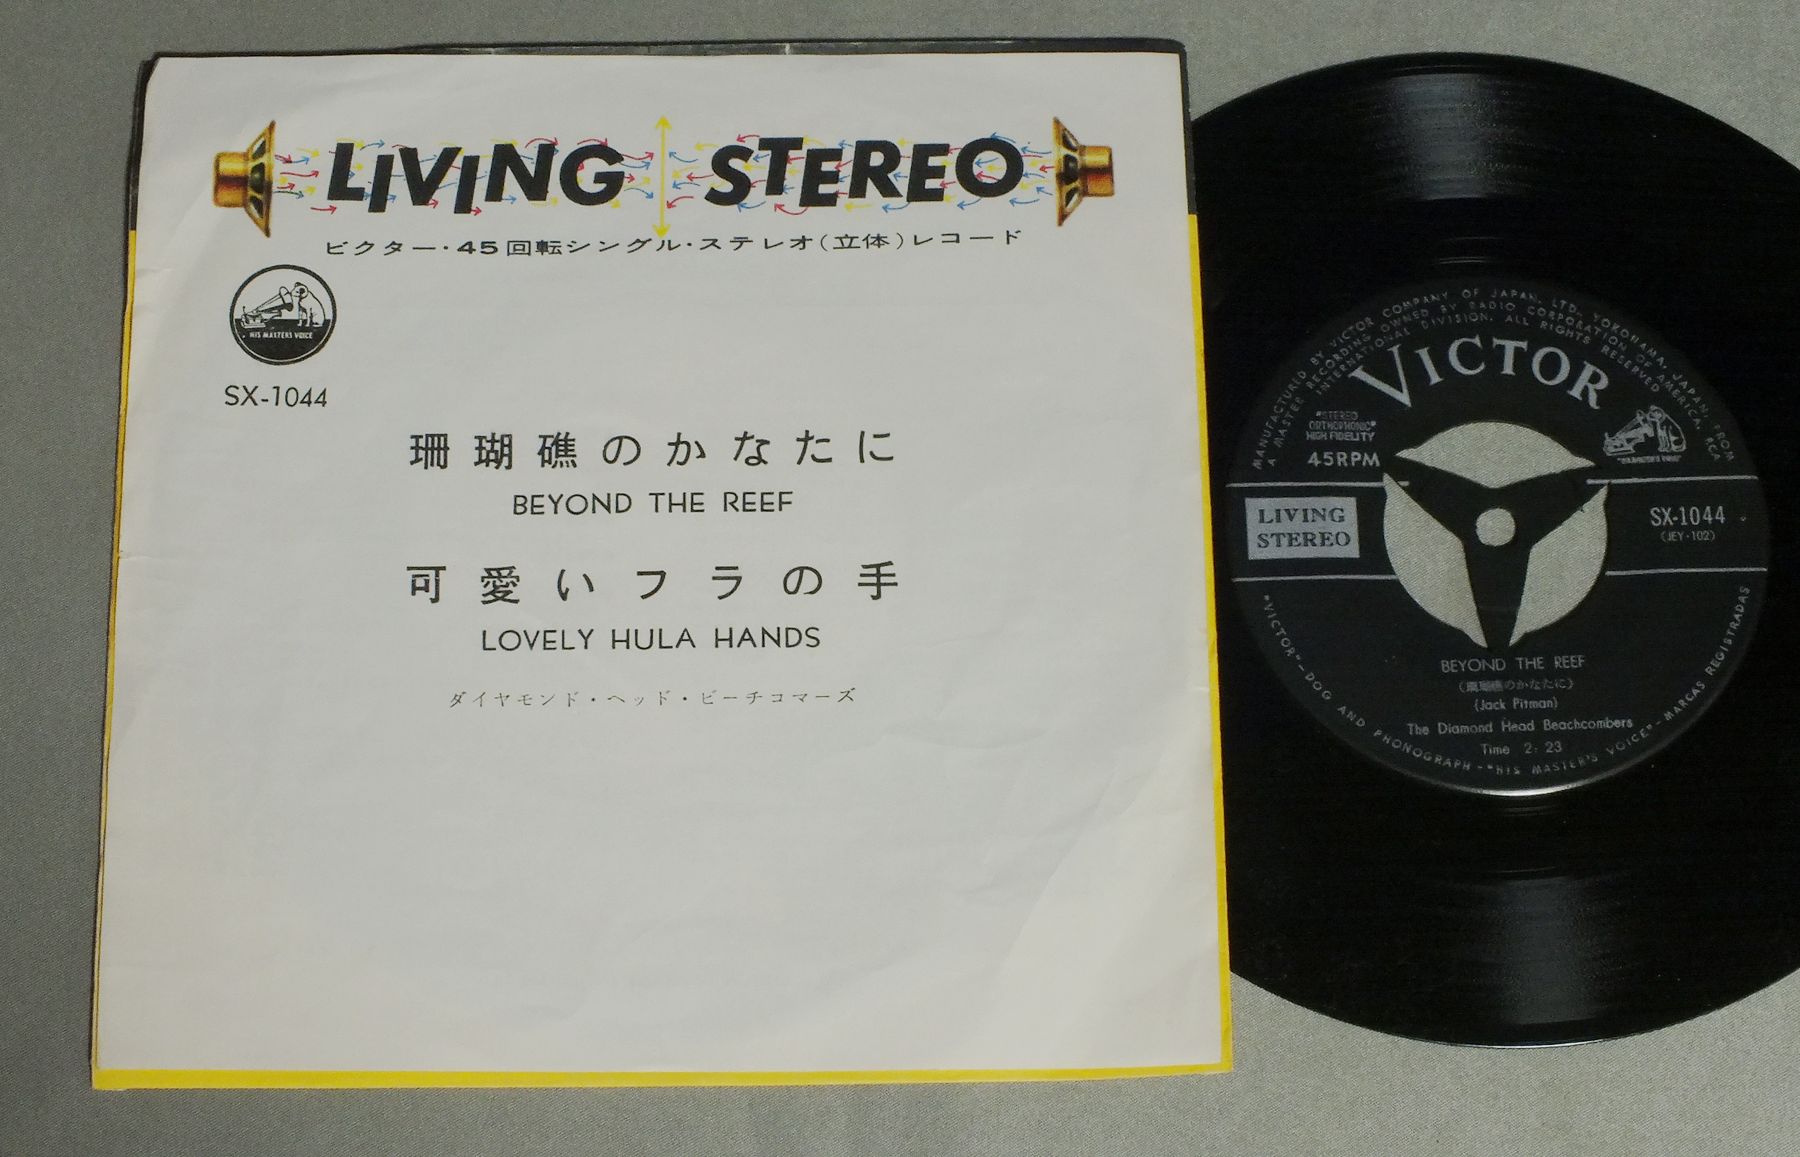 LIVING STEREO
ビクター・45回転シングル・ステレオ(立体)レコード
HIS MASTERS VOICE
SX-1044
珊瑚礁のかなたに
BEYOND THE REEF
可愛いフラの手
LOVELY HULA HANDS
ダイヤモンド・ヘッド・ビーチコマーズ
MANUFACTURED BY VICTOR COMPANY OF JAPAN, LTD., YOKOHAMA, JAPAN, FROM
A MASTER RECORDING OWNED BY RADIO CORPORATION OF AMERICA, RCA
INTERNATIONAL DIVISION. ALL RIGHTS RESERVED
VICTOR
"STEREO
ORTHOPHONIC"
HIGH FIDELITY
45RPM
"HIS MASTER'S VOICE"
LIVING
STEREO
SX-1044
(JEY-102)
BEYOND THE REEF
(珊瑚礁のかなたに)
(Jack Pitman)
The Diamond Head Beachcombers
Time 2:23
"VICTOR"-DOG AND PHONOGRAPH-"HIS MASTER'S VOICE"-MARCAS REGISTRADAS